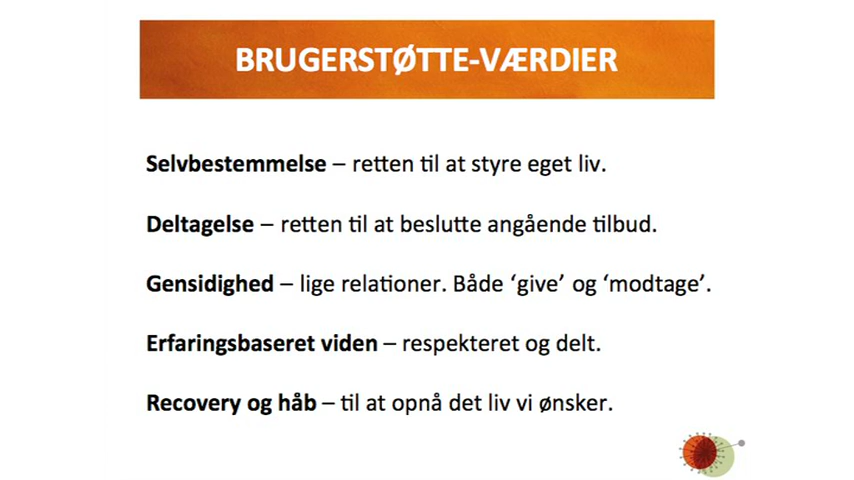 BRUGERSTØTTE-VÆRDIER
Selvbestemmelse – retten til at styre eget liv.
Deltagelse – retten til at beslutte angående tilbud.
Gensidighed – lige relationer. Både ‘give’ og ‘modtage’.
Erfaringsbaseret viden – respekteret og delt.
Recovery og håb – til at opnå det liv vi ønsker.